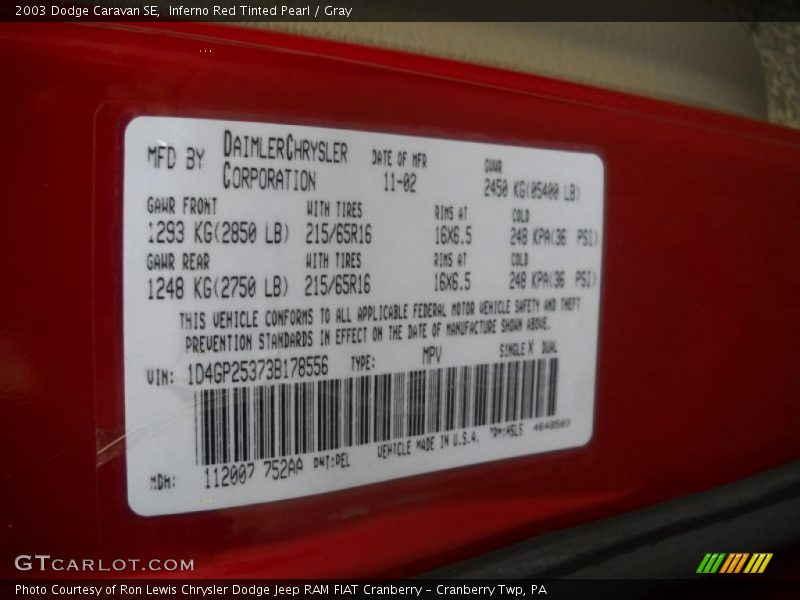 2003 Dodge Caravan SE,  Inferno Red Tinted Pearl / Gray
MFD BY DAIMLERCHRYSLER CORPORATION DATE OF MFR 11-02 GVWR 2450 KG(05400 LB)
GAWR FRONT WITH TIRES RIMS AT COLD
1293 KG(2850 LB) 215/65R16 16X6.5 248 KPA(36 PSI)
GAWR REAR WITH TIRES RIMS AT COLD
1248 KG(2750 LB) 215/65R16 16X6.5 248 KPA(36 PSI)
THIS VEHICLE CONFORMS TO ALL APPLICABLE FEDERAL MOTOR VEHICLE SAFETY AND THEFT
PREVENTION STANDARDS IN EFFECT ON THE DATE OF MANUFACTURE SHOWN ABOVE.
VIN: 1D4GP25373B178556 TYPE: MPV SINGLE X DUAL
MDH: 112007 752AA PNT:PEL VEHICLE MADE IN U.S.A.
GTCARLOT.COM
Photo Courtesy of Ron Lewis Chrysler Dodge Jeep RAM FIAT Cranberry – Cranberry Twp, PA